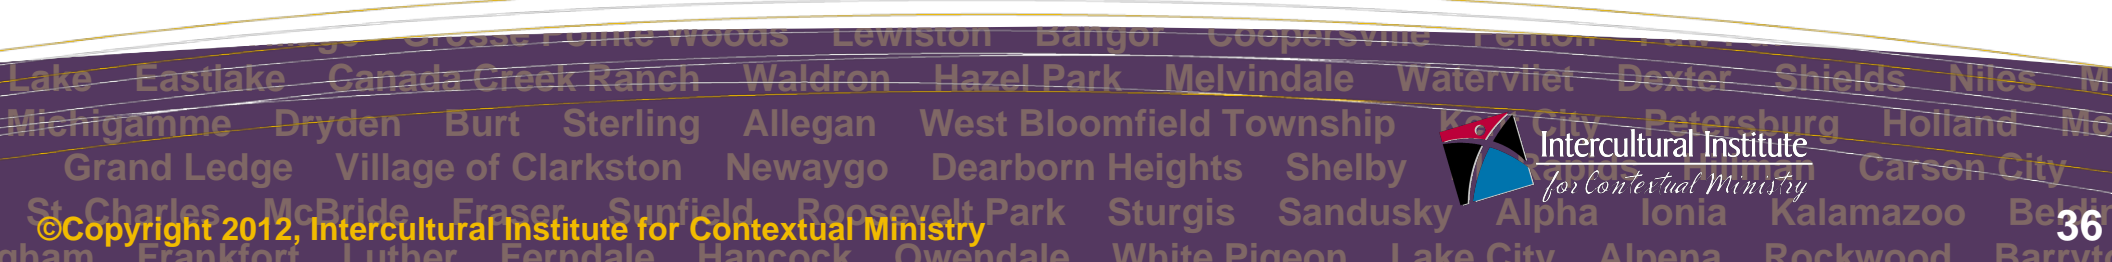 Grosse Pointe Woods Lewiston Bangor Coopersville Fenton
Lake Eastlake Canada Creek Ranch Waldron Hazel Park Melvindale Watervliet Dexter Shields Niles
Michigamme Dryden Burt Sterling Allegan West Bloomfield Township City Petersburg Holland
Intercultural Institute
Grand Ledge Village of Clarkston Newaygo Dearborn Heights Shelby Rapids Hillman Carson City
for Contextual Ministry
St. Charles McBride Fraser Sunfield Roosevelt Park Sturgis Sandusky Alpha Ionia Kalamazoo
©Copyright 2012, Intercultural Institute for Contextual Ministry
36
Frankfort Luther Ferndale Hancock Owendale White Pigeon Lake City Alpena Rockwood